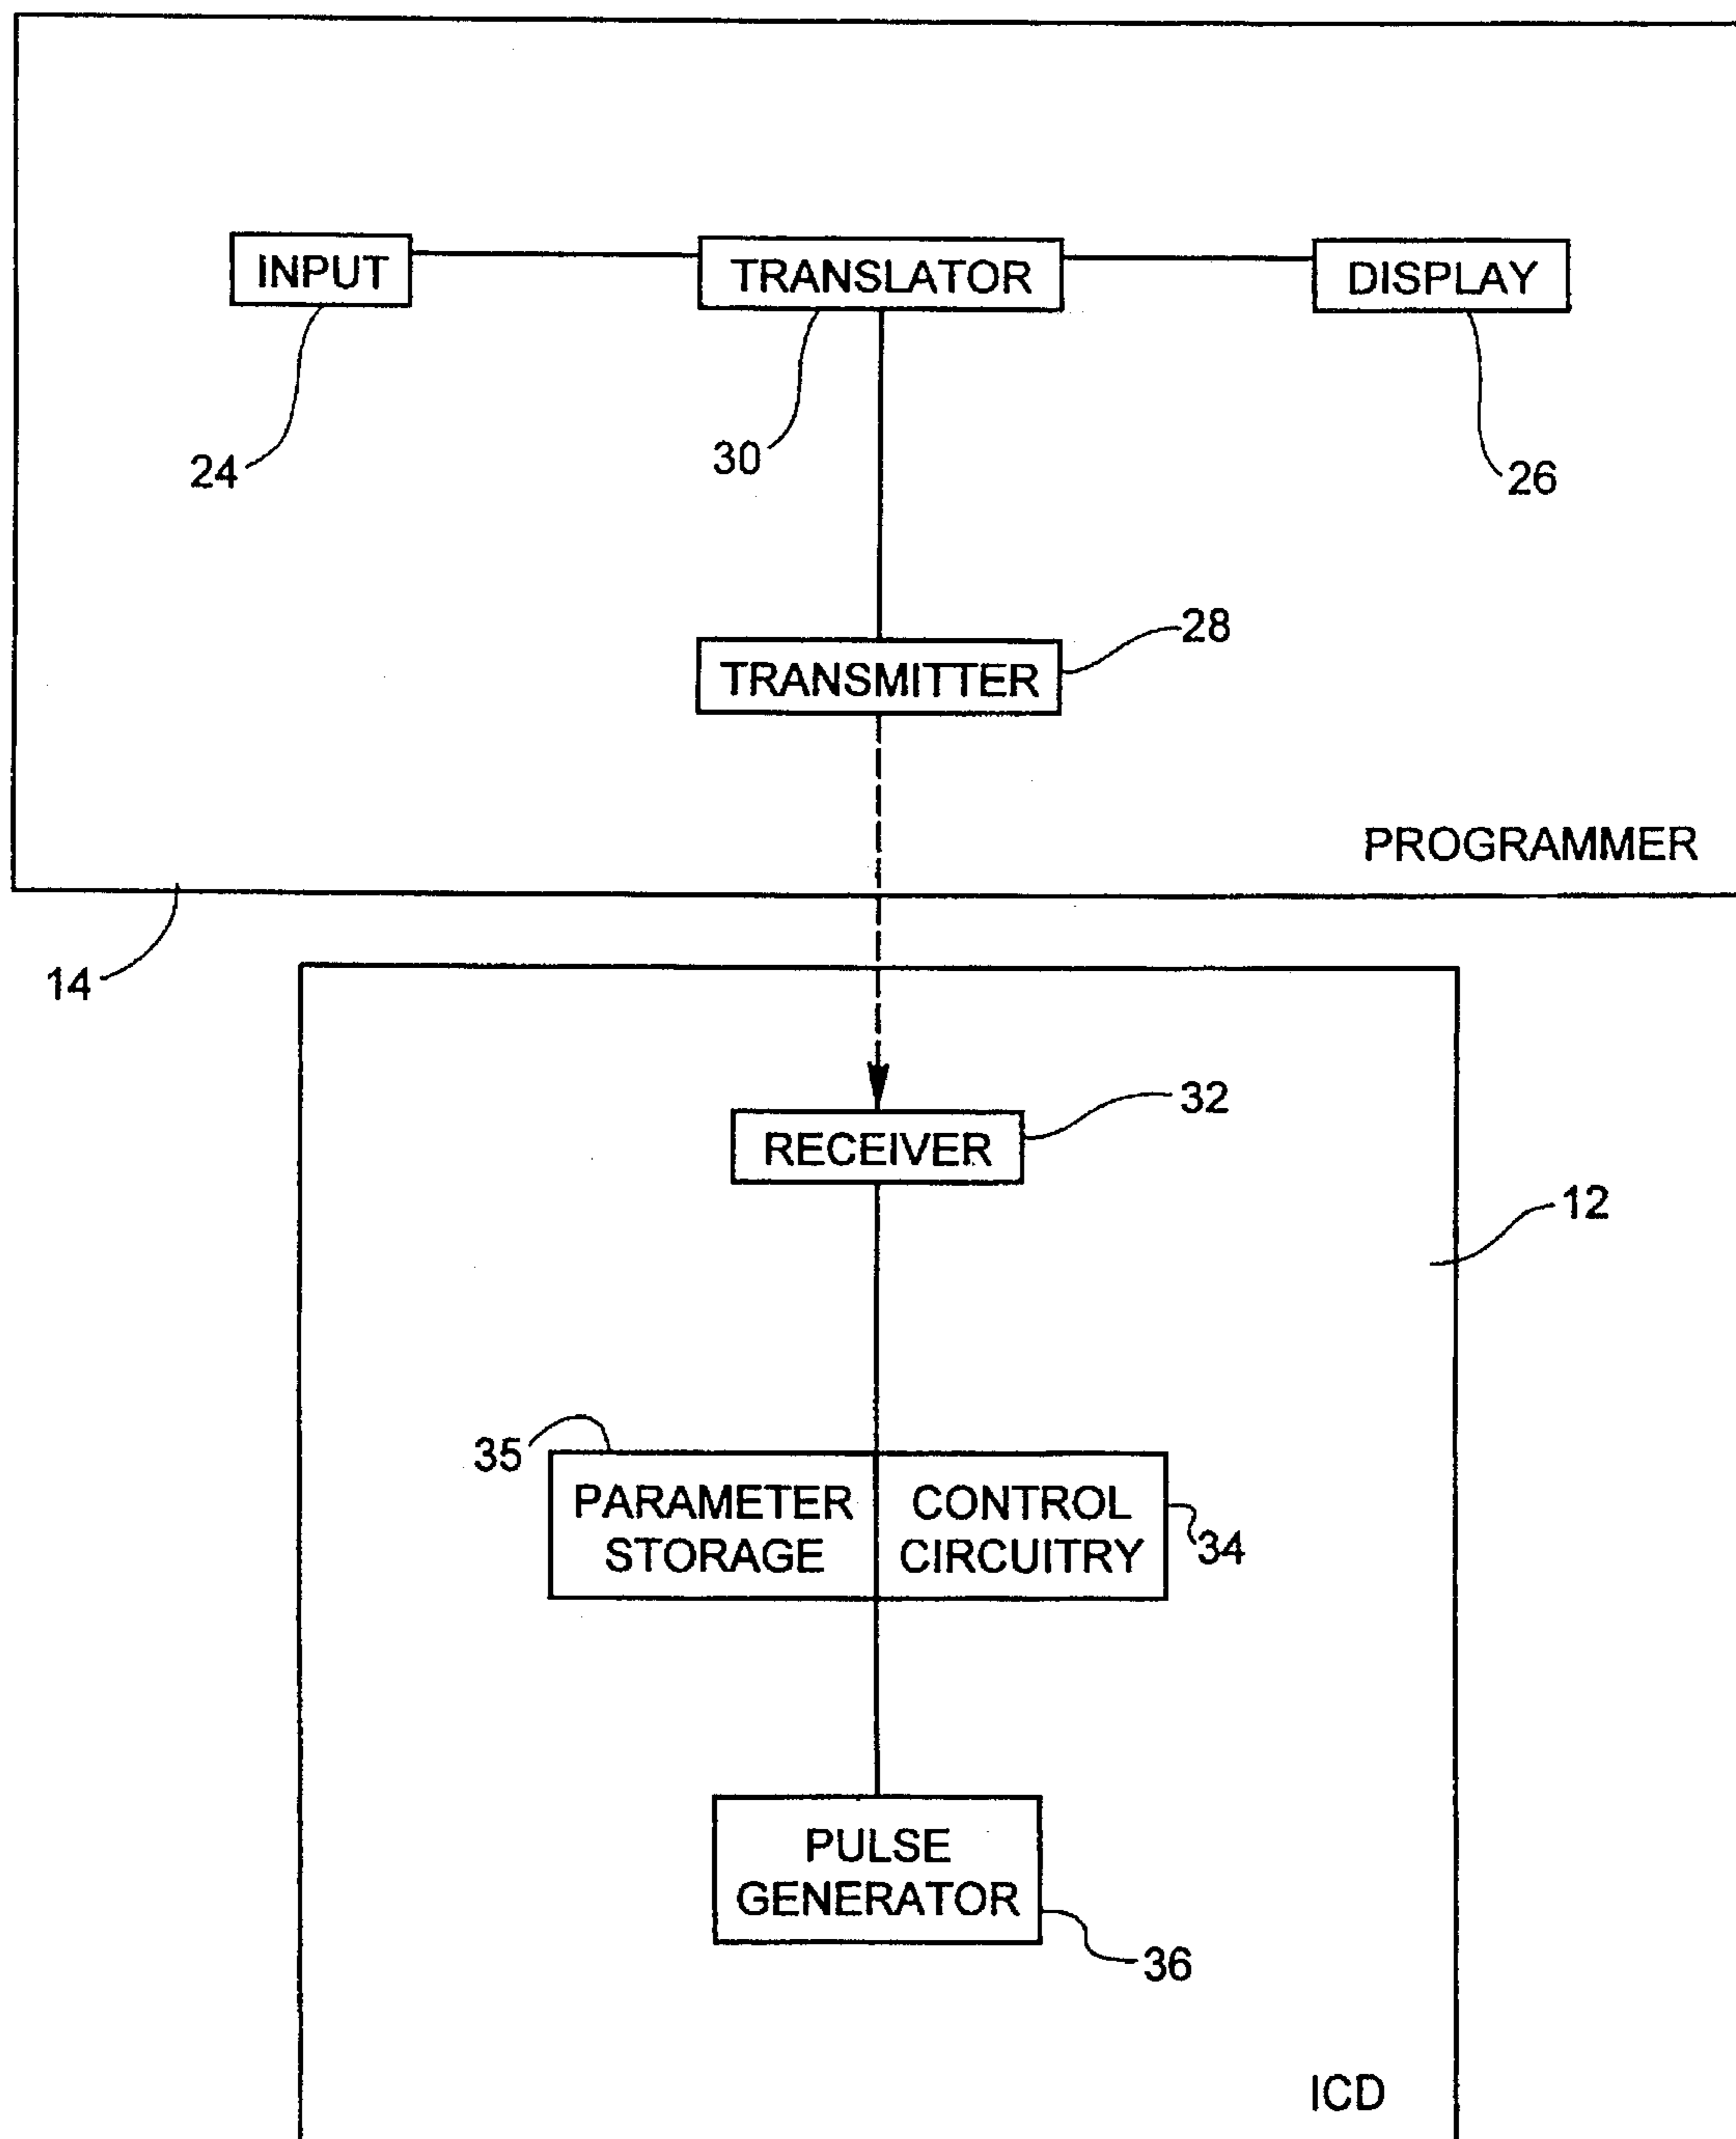 INPUT
TRANSLATOR
DISPLAY
24
30
26
28
TRANSMITTER
PROGRAMMER
14
32
RECEIVER
12
35
PARAMETER
STORAGE
CONTROL
CIRCUITRY
34
PULSE
GENERATOR
36
ICD